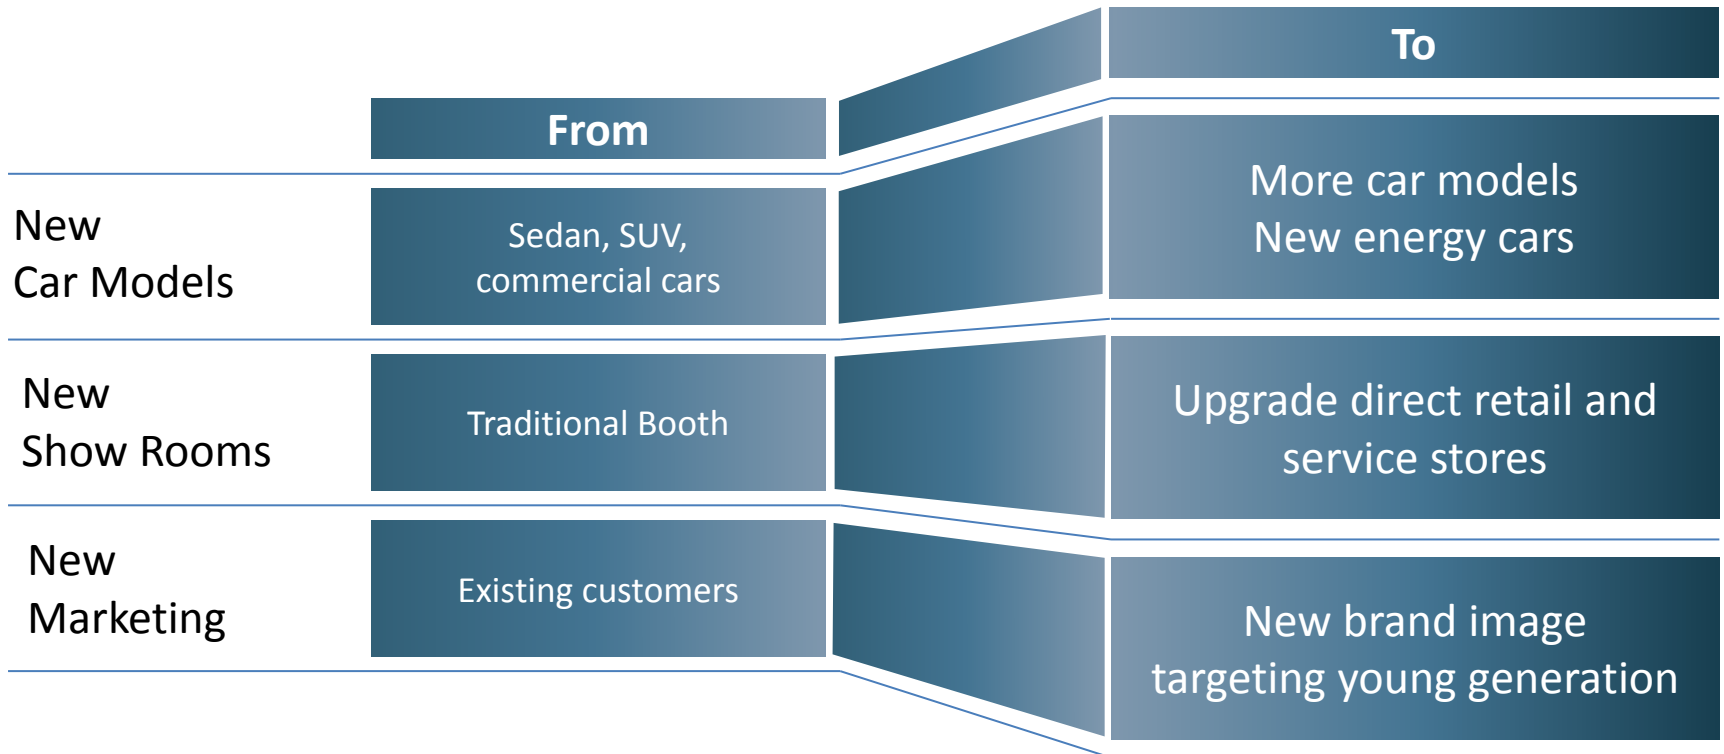 From
To
New
Car Models
Sedan, SUV,
commercial cars
More car models
New energy cars
New
Show Rooms
Traditional Booth
Upgrade direct retail and
service stores
New
Marketing
Existing customers
New brand image
targeting young generation